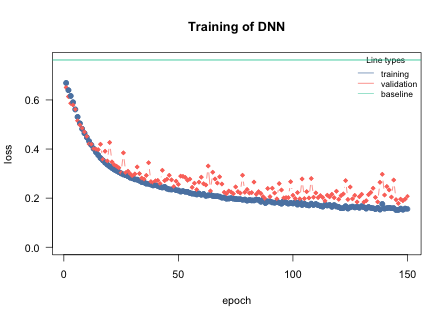 Training of DNN
Line types
training
validation
baseline
loss
0.6
0.4
0.2
0.0
0
50
100
150
epoch